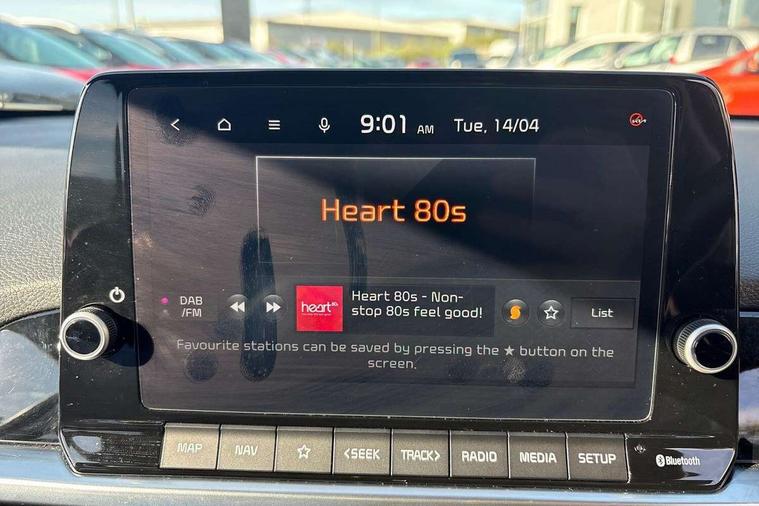 9:01 AM Tue, 14/04
Heart 80s
DAB
/FM
heart 80s
Heart 80s - Non-
stop 80s feel good!
List
Favourite stations can be saved by pressing the ★ button on the
screen.
MAP NAV ☆ <SEEK TRACK> RADIO MEDIA SETUP
Bluetooth